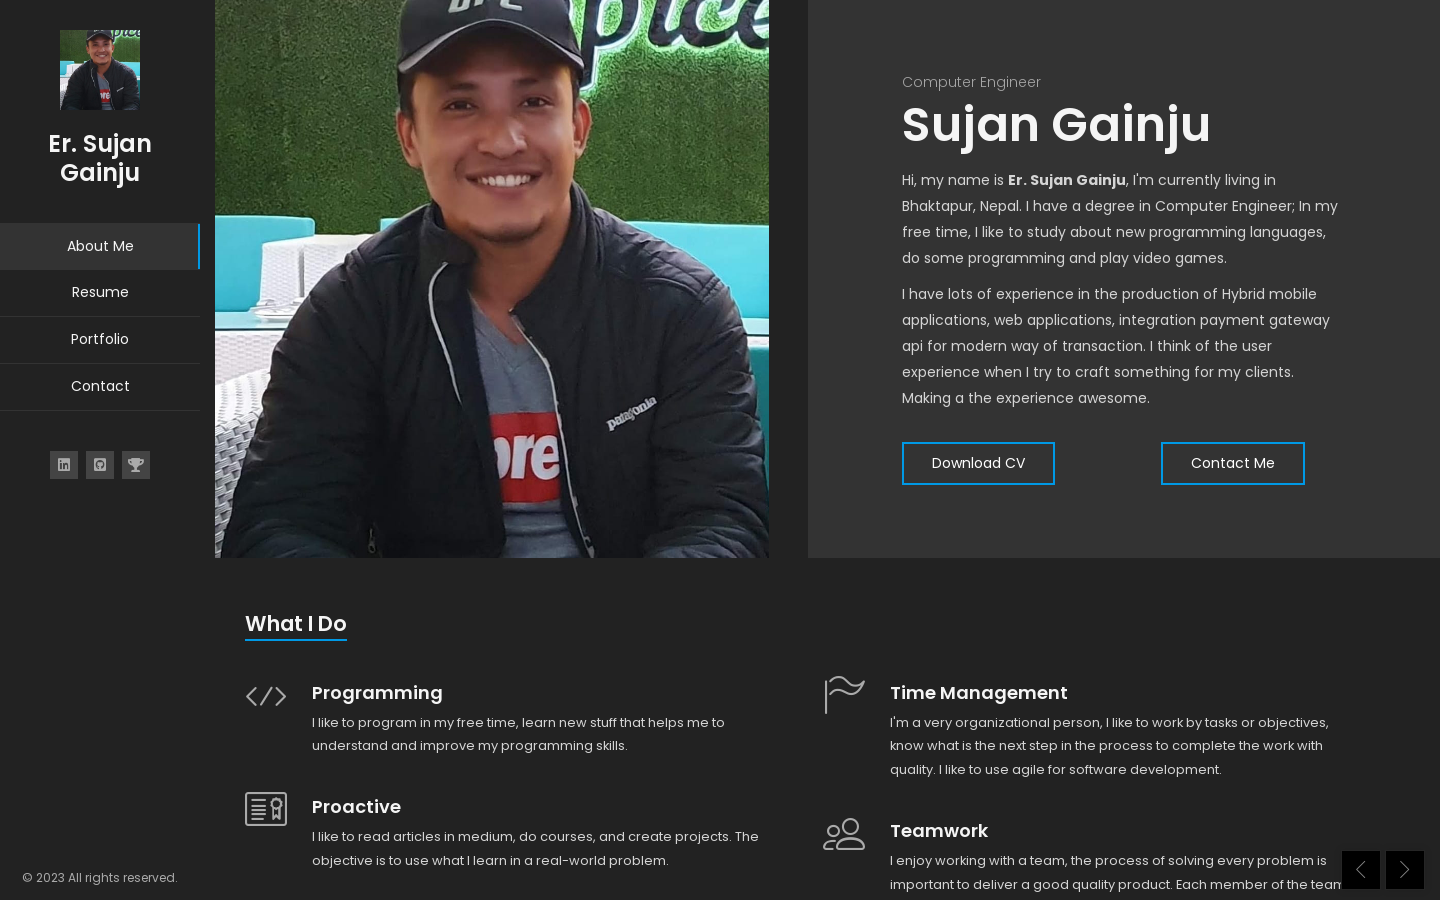 Er. Sujan
Gainju
About Me
Resume
Portfolio
Contact
© 2023 All rights reserved.
patagonia
Computer Engineer
Sujan Gainju
Hi, my name is Er. Sujan Gainju, I'm currently living in
Bhaktapur, Nepal. I have a degree in Computer Engineer; In my
free time, I like to study about new programming languages,
do some programming and play video games.
I have lots of experience in the production of Hybrid mobile
applications, web applications, integration payment gateway
api for modern way of transaction. I think of the user
experience when I try to craft something for my clients.
Making a the experience awesome.
Download CV
Contact Me
What I Do
Programming
I like to program in my free time, learn new stuff that helps me to
understand and improve my programming skills.
Proactive
I like to read articles in medium, do courses, and create projects. The
objective is to use what I learn in a real-world problem.
Time Management
I'm a very organizational person, I like to work by tasks or objectives,
know what is the next step in the process to complete the work with
quality. I like to use agile for software development.
Teamwork
I enjoy working with a team, the process of solving every problem is
important to deliver a good quality product. Each member of the team